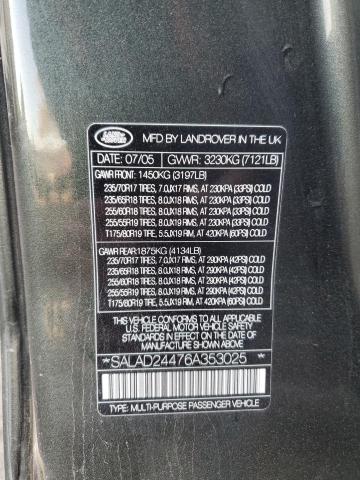 LAND ROVER
MFD BY LANDROVER IN THE UK
DATE: 07/05 GVWR: 3230KG (7121LB)
GAWR FRONT: 1450KG (3197LB)
235/70R17 TIRES, 7.0JX17 RIMS, AT 230KPA (33PSI) COLD
235/65R18 TIRES, 8.0JX18 RIMS, AT 230KPA (33PSI) COLD
255/60R18 TIRES, 8.0JX18 RIMS, AT 230KPA (33PSI) COLD
255/55R19 TIRES, 8.0JX19 RIMS, AT 230KPA (33PSI) COLD
T175/80R19 TIRE, 5.5JX19 RIM, AT 420KPA (60PSI) COLD
GAWR REAR: 1875KG (4134LB)
235/70R17 TIRES, 7.0JX17 RIMS, AT 290KPA (42PSI) COLD
235/65R18 TIRES, 8.0JX18 RIMS, AT 290KPA (42PSI) COLD
255/60R18 TIRES, 8.0JX18 RIMS, AT 290KPA (42PSI) COLD
255/55R19 TIRES, 8.0JX19 RIMS, AT 290KPA (42PSI) COLD
T175/80R19 TIRE, 5.5JX19 RIM, AT 420KPA (60PSI) COLD
THIS VEHICLE CONFORMS TO ALL APPLICABLE
FEDERAL MOTOR VEHICLE SAFETY
STANDARDS IN EFFECT ON THE DATE OF
MANUFACTURE SHOWN ABOVE
*SALAD24476A353025 *
TYPE: MULTI-PURPOSE PASSENGER VEHICLE